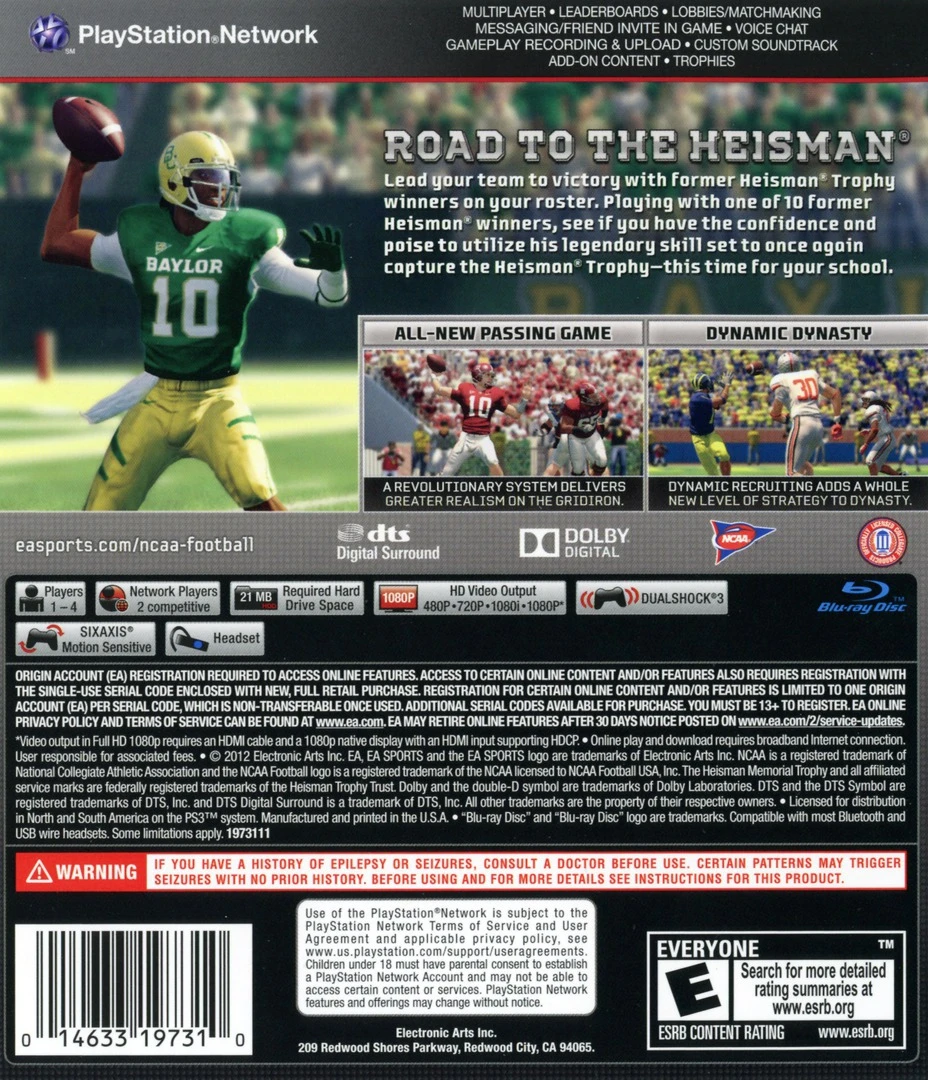 PlayStation®Network
SM
MULTIPLAYER • LEADERBOARDS • LOBBIES/MATCHMAKING
MESSAGING/FRIEND INVITE IN GAME • VOICE CHAT
GAMEPLAY RECORDING & UPLOAD • CUSTOM SOUNDTRACK
ADD-ON CONTENT • TROPHIES
ROAD TO THE HEISMAN®
Lead your team to victory with former Heisman® Trophy
winners on your roster. Playing with one of 10 former
Heisman® winners, see if you have the confidence and
poise to utilize his legendary skill set to once again
capture the Heisman® Trophy—this time for your school.
BAYLOR
10
10
ALL-NEW PASSING GAME
10
A REVOLUTIONARY SYSTEM DELIVERS
GREATER REALISM ON THE GRIDIRON.
DYNAMIC DYNASTY
30
DYNAMIC RECRUITING ADDS A WHOLE
NEW LEVEL OF STRATEGY TO DYNASTY.
easports.com/ncaa-football
dts
Digital Surround
DOLBY
DIGITAL
NCAA
OFFICIALLY LICENSED COLLEGIATE PRODUCTS
Players
1 – 4
Network Players
2 competitive
21 MB
HDD
Required Hard
Drive Space
1080P
HD Video Output
480P•720P•1080i•1080P*
DUALSHOCK®3
Blu-ray Disc™
SIXAXIS®
Motion Sensitive
Headset
ORIGIN ACCOUNT (EA) REGISTRATION REQUIRED TO ACCESS ONLINE FEATURES. ACCESS TO CERTAIN ONLINE CONTENT AND/OR FEATURES ALSO REQUIRES REGISTRATION WITH
THE SINGLE-USE SERIAL CODE ENCLOSED WITH NEW, FULL RETAIL PURCHASE. REGISTRATION FOR CERTAIN ONLINE CONTENT AND/OR FEATURES IS LIMITED TO ONE ORIGIN
ACCOUNT (EA) PER SERIAL CODE, WHICH IS NON-TRANSFERABLE ONCE USED. ADDITIONAL SERIAL CODES AVAILABLE FOR PURCHASE. YOU MUST BE 13+ TO REGISTER. EA ONLINE
PRIVACY POLICY AND TERMS OF SERVICE CAN BE FOUND AT www.ea.com. EA MAY RETIRE ONLINE FEATURES AFTER 30 DAYS NOTICE POSTED ON www.ea.com/2/service-updates.
*Video output in Full HD 1080p requires an HDMI cable and a 1080p native display with an HDMI input supporting HDCP. • Online play and download requires broadband Internet connection.
User responsible for associated fees. • © 2012 Electronic Arts Inc. EA, EA SPORTS and the EA SPORTS logo are trademarks of Electronic Arts Inc. NCAA is a registered trademark of
National Collegiate Athletic Association and the NCAA Football logo is a registered trademark of the NCAA licensed to NCAA Football USA, Inc. The Heisman Memorial Trophy and all affiliated
service marks are federally registered trademarks of the Heisman Trophy Trust. Dolby and the double-D symbol are trademarks of Dolby Laboratories. DTS and the DTS Symbol are
registered trademarks of DTS, Inc. and DTS Digital Surround is a trademark of DTS, Inc. All other trademarks are the property of their respective owners. • Licensed for distribution
in North and South America on the PS3™ system. Manufactured and printed in the U.S.A. • “Blu-ray Disc” and “Blu-ray Disc” logo are trademarks. Compatible with most Bluetooth and
USB wire headsets. Some limitations apply. 1973111
WARNING
IF YOU HAVE A HISTORY OF EPILEPSY OR SEIZURES, CONSULT A DOCTOR BEFORE USE. CERTAIN PATTERNS MAY TRIGGER
SEIZURES WITH NO PRIOR HISTORY. BEFORE USING AND FOR MORE DETAILS SEE INSTRUCTIONS FOR THIS PRODUCT.
0 14633 19731 0
Use of the PlayStation®Network is subject to the
PlayStation Network Terms of Service and User
Agreement and applicable privacy policy, see
www.us.playstation.com/support/useragreements.
Children under 18 must have parental consent to establish
a PlayStation Network Account and may not be able to
access certain content or services. PlayStation Network
features and offerings may change without notice.
Electronic Arts Inc.
209 Redwood Shores Parkway, Redwood City, CA 94065.
EVERYONE ™
E
Search for more detailed
rating summaries at
www.esrb.org
ESRB CONTENT RATING www.esrb.org